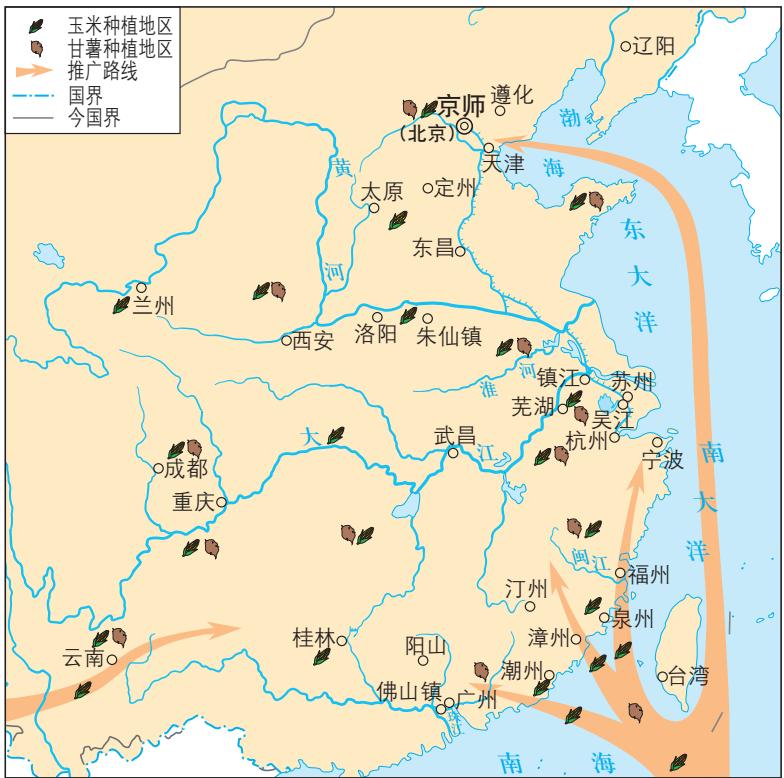 玉米种植地区
甘薯种植地区
推广路线
国界
今国界
辽阳
遵化
京师
(北京)
天津
渤海
黄河
太原
定州
东昌
东大洋
兰州
西安
洛阳
朱仙镇
淮河
镇江
苏州
芜湖
吴江
杭州
宁波
大江
武昌
成都
重庆
南大洋
闽江
福州
汀州
泉州
漳州
桂林
阳山
潮州
台湾
云南
佛山镇
广州
珠江
南海